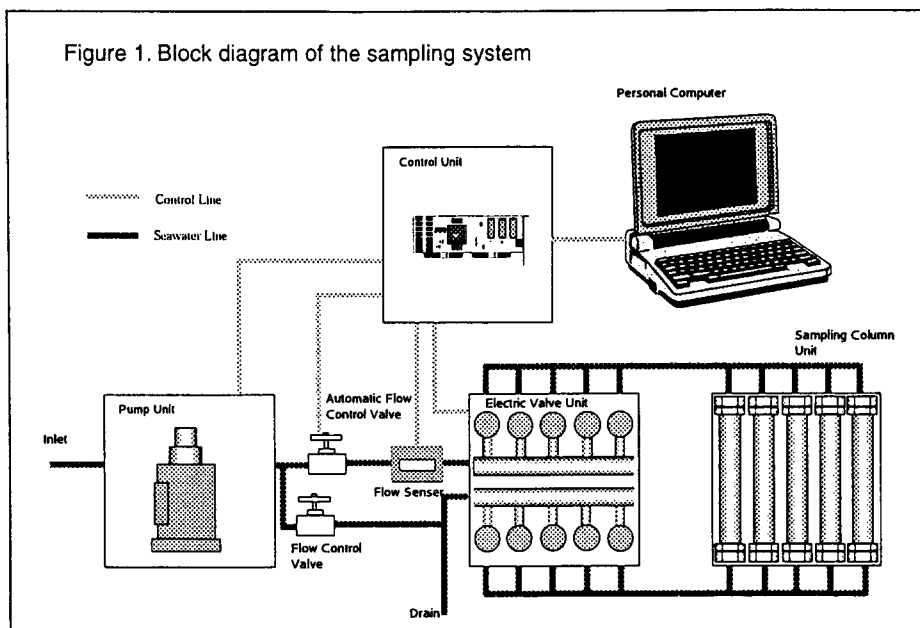 Figure 1. Block diagram of the sampling system
Personal Computer
Control Unit
Control Line
Seawater Line
Sampling Column
Unit
Automatic Flow
Control Valve
Pump Unit
Electric Valve Unit
Inlet
Flow Senser
Flow Control
Valve
Drain